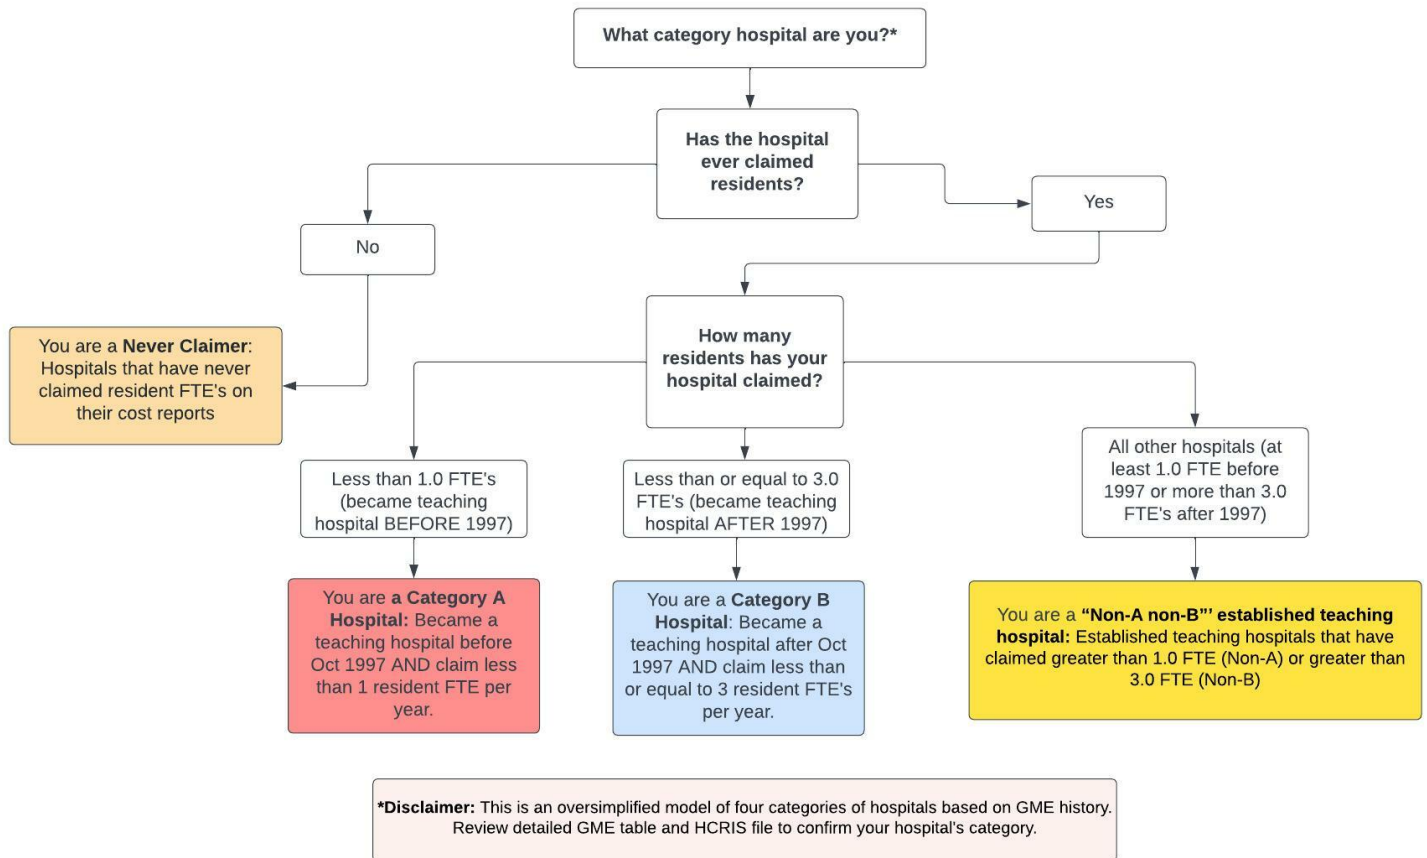 What category hospital are you?*
Has the hospital
ever claimed
residents?
Yes
No
You are a Never Claimer:
Hospitals that have never
claimed resident FTE's on
their cost reports
How many
residents has your
hospital claimed?
Less than 1.0 FTE's
(became teaching
hospital BEFORE 1997)
Less than or equal to 3.0
FTE's (became teaching
hospital AFTER 1997)
All other hospitals (at
least 1.0 FTE before
1997 or more than 3.0
FTE's after 1997)
You are a Category A
Hospital: Became a
teaching hospital before
Oct 1997 AND claim less
than 1 resident FTE per
year.
You are a Category B
Hospital: Became a
teaching hospital after Oct
1997 AND claim less than
or equal to 3 resident FTE's
per year.
You are a “Non-A non-B”' established teaching
hospital: Established teaching hospitals that have
claimed greater than 1.0 FTE (Non-A) or greater than
3.0 FTE (Non-B)
*Disclaimer: This is an oversimplified model of four categories of hospitals based on GME history.
Review detailed GME table and HCRIS file to confirm your hospital's category.